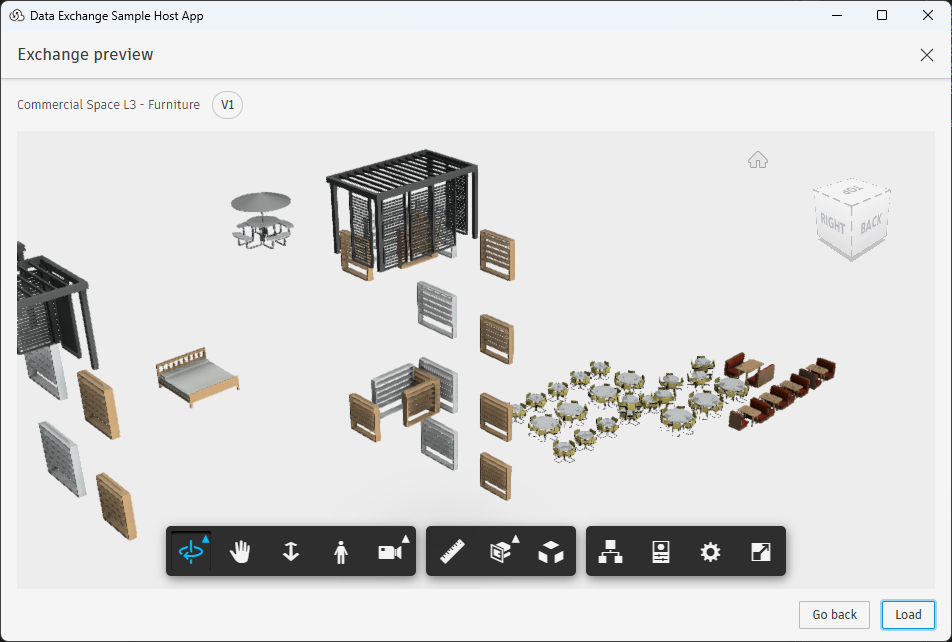 Data Exchange Sample Host App
Exchange preview
Commercial Space L3 - Furniture V1
TOP
RIGHT BACK
Go back Load